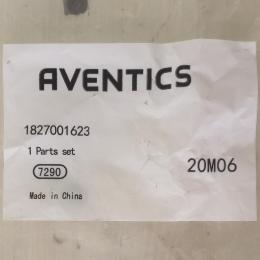 AVENTICS
1827001623
1 Parts set
7290
20M06
Made in China